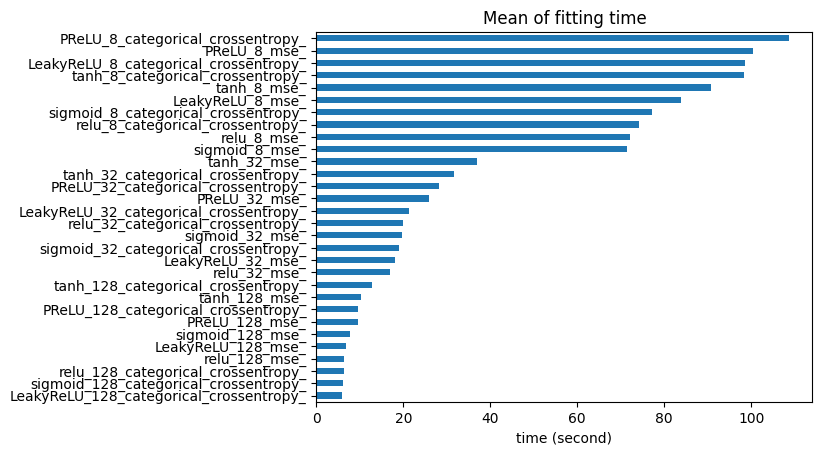 Mean of fitting time
PReLU_8_categorical_crossentropy_
PReLU_8_mse_
LeakyReLU_8_categorical_crossentropy_
tanh_8_categorical_crossentropy_
tanh_8_mse_
LeakyReLU_8_mse_
sigmoid_8_categorical_crossentropy_
relu_8_categorical_crossentropy_
relu_8_mse_
sigmoid_8_mse_
tanh_32_mse_
tanh_32_categorical_crossentropy_
PReLU_32_categorical_crossentropy_
PReLU_32_mse_
LeakyReLU_32_categorical_crossentropy_
relu_32_categorical_crossentropy_
sigmoid_32_mse_
sigmoid_32_categorical_crossentropy_
LeakyReLU_32_mse_
relu_32_mse_
tanh_128_categorical_crossentropy_
tanh_128_mse_
PReLU_128_categorical_crossentropy_
PReLU_128_mse_
sigmoid_128_mse_
LeakyReLU_128_mse_
relu_128_mse_
relu_128_categorical_crossentropy_
sigmoid_128_categorical_crossentropy_
LeakyReLU_128_categorical_crossentropy_
0 20 40 60 80 100
time (second)